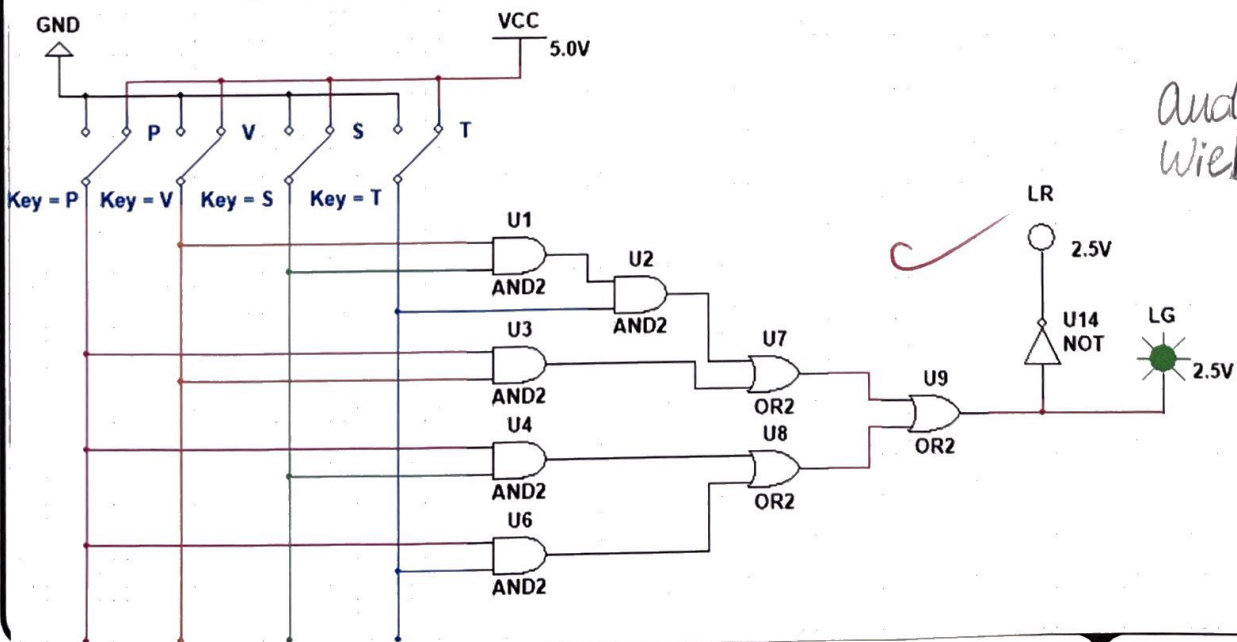 GND
VCC
5.0V
P
V
S
T
Key = P
Key = V
Key = S
Key = T
U1
AND2
U2
AND2
U3
AND2
U4
AND2
U6
AND2
U7
OR2
U8
OR2
U9
OR2
LR
2.5V
U14
NOT
LG
2.5V